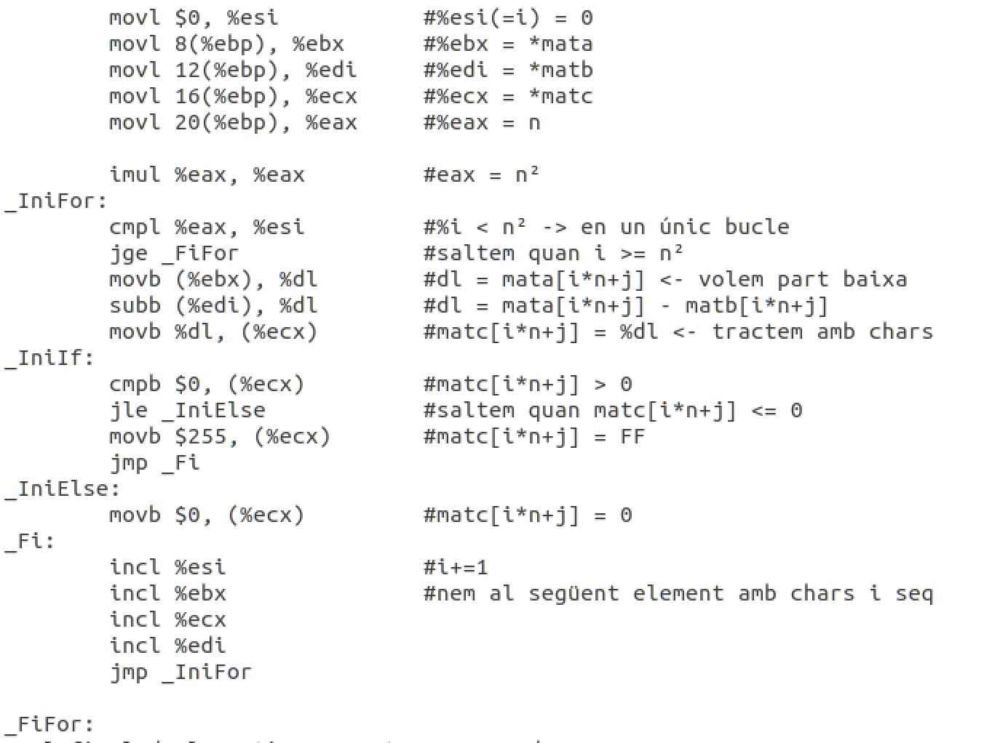 movl $0, %esi #%esi(=i) = 0
movl 8(%ebp), %ebx #%ebx = *mata
movl 12(%ebp), %edi #%edi = *matb
movl 16(%ebp), %ecx #%ecx = *matc
movl 20(%ebp), %eax #%eax = n
imul %eax, %eax #eax = n²
_IniFor:
cmpl %eax, %esi #%i < n² -> en un únic bucle
jge _FiFor #saltem quan i >= n²
movb (%ebx), %dl #dl = mata[i*n+j] <- volem part baixa
subb (%edi), %dl #dl = mata[i*n+j] - matb[i*n+j]
movb %dl, (%ecx) #matc[i*n+j] = %dl <- tractem amb chars
_IniIf:
cmpb $0, (%ecx) #matc[i*n+j] > 0
jle _IniElse #saltem quan matc[i*n+j] <= 0
movb $255, (%ecx) #matc[i*n+j] = FF
jmp _Fi
_IniElse:
movb $0, (%ecx) #matc[i*n+j] = 0
_Fi:
incl %esi #i+=1
incl %ebx #nem al següent element amb chars i seq
incl %ecx
incl %edi
jmp _IniFor
_FiFor: